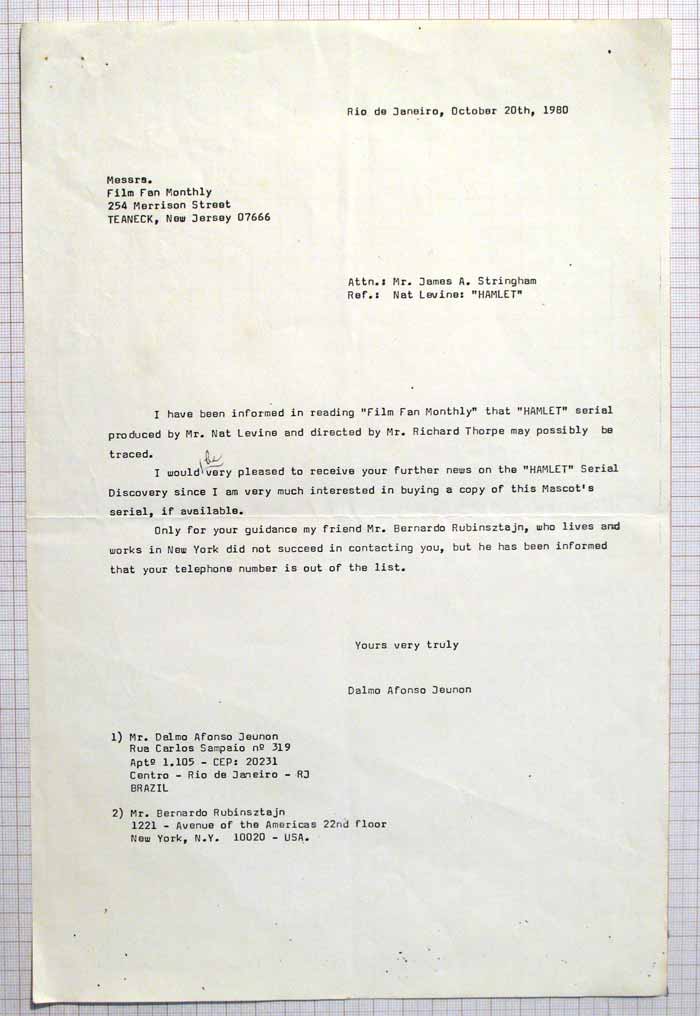 Rio de Janeiro, October 20th, 1980
Messrs.
Film Fan Monthly
254 Merrison Street
TEANECK, New Jersey 07666
Attn.: Mr. James A. Stringham
Ref.: Nat Levine: "HAMLET"
I have been informed in reading "Film Fan Monthly" that "HAMLET" serial
produced by Mr. Nat Levine and directed by Mr. Richard Thorpe may possibly be
traced.
I would be very pleased to receive your further news on the "HAMLET" Serial
Discovery since I am very much interested in buying a copy of this Mascot's
serial, if available.
Only for your guidance my friend Mr. Bernardo Rubinsztajn, who lives and
works in New York did not succeed in contacting you, but he has been informed
that your telephone number is out of the list.
Yours very truly
Dalmo Afonso Jeunon
1) Mr. Dalmo Afonso Jeunon
Rua Carlos Sampaio nº 319
Aptº 1.105 - CEP: 20231
Centro - Rio de Janeiro - RJ
BRAZIL
2) Mr. Bernardo Rubinsztajn
1221 - Avenue of the Americas 22nd floor
New York, N.Y. 10020 - USA.